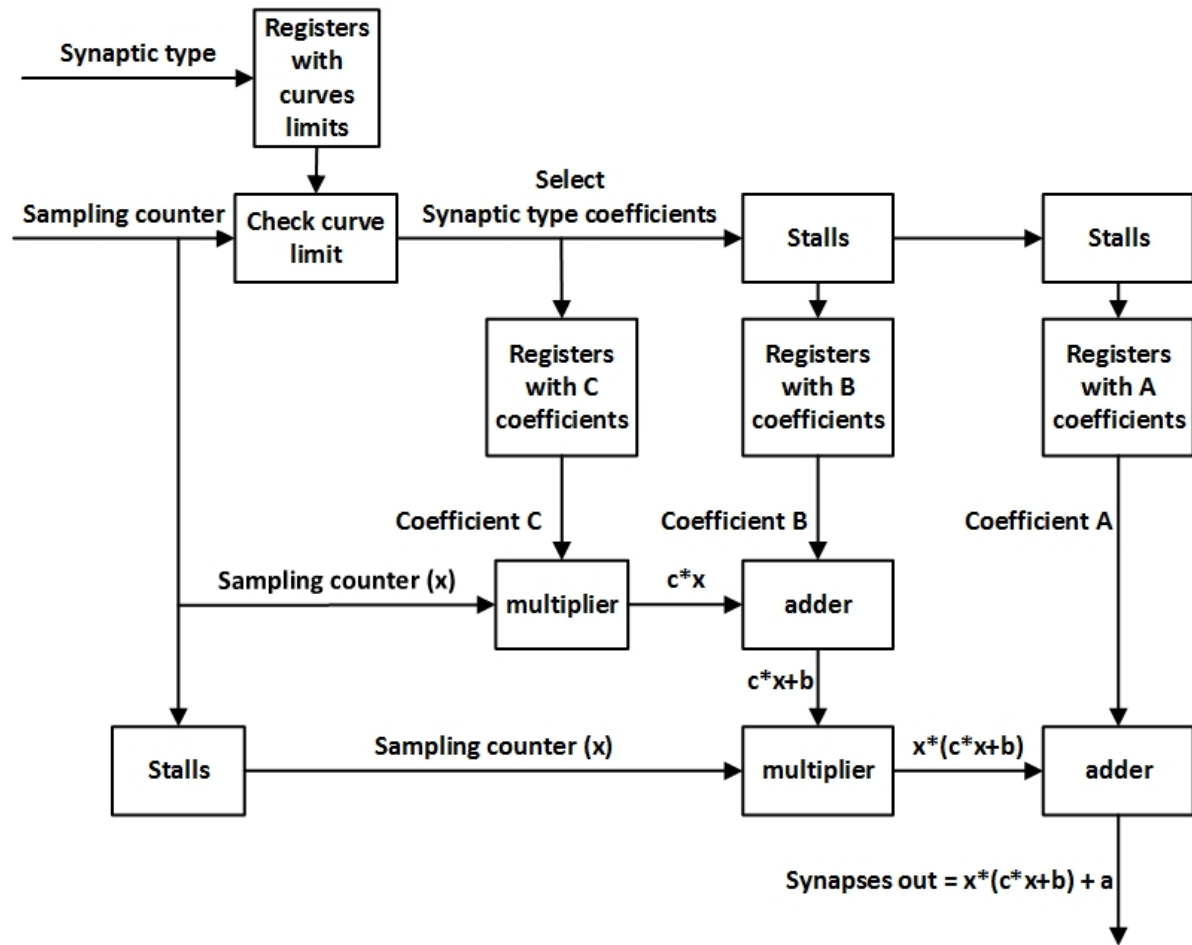 Synaptic type
Registers
with
curves
limits
Sampling counter
Check curve
limit
Select
Synaptic type coefficients
Stalls
Stalls
Registers
with C
coefficients
Registers
with B
coefficients
Registers
with A
coefficients
Coefficient C
Coefficient B
Coefficient A
Sampling counter (x)
multiplier
c*x
adder
c*x+b
Stalls
Sampling counter (x)
multiplier
x*(c*x+b)
adder
Synapses out = x*(c*x+b) + a